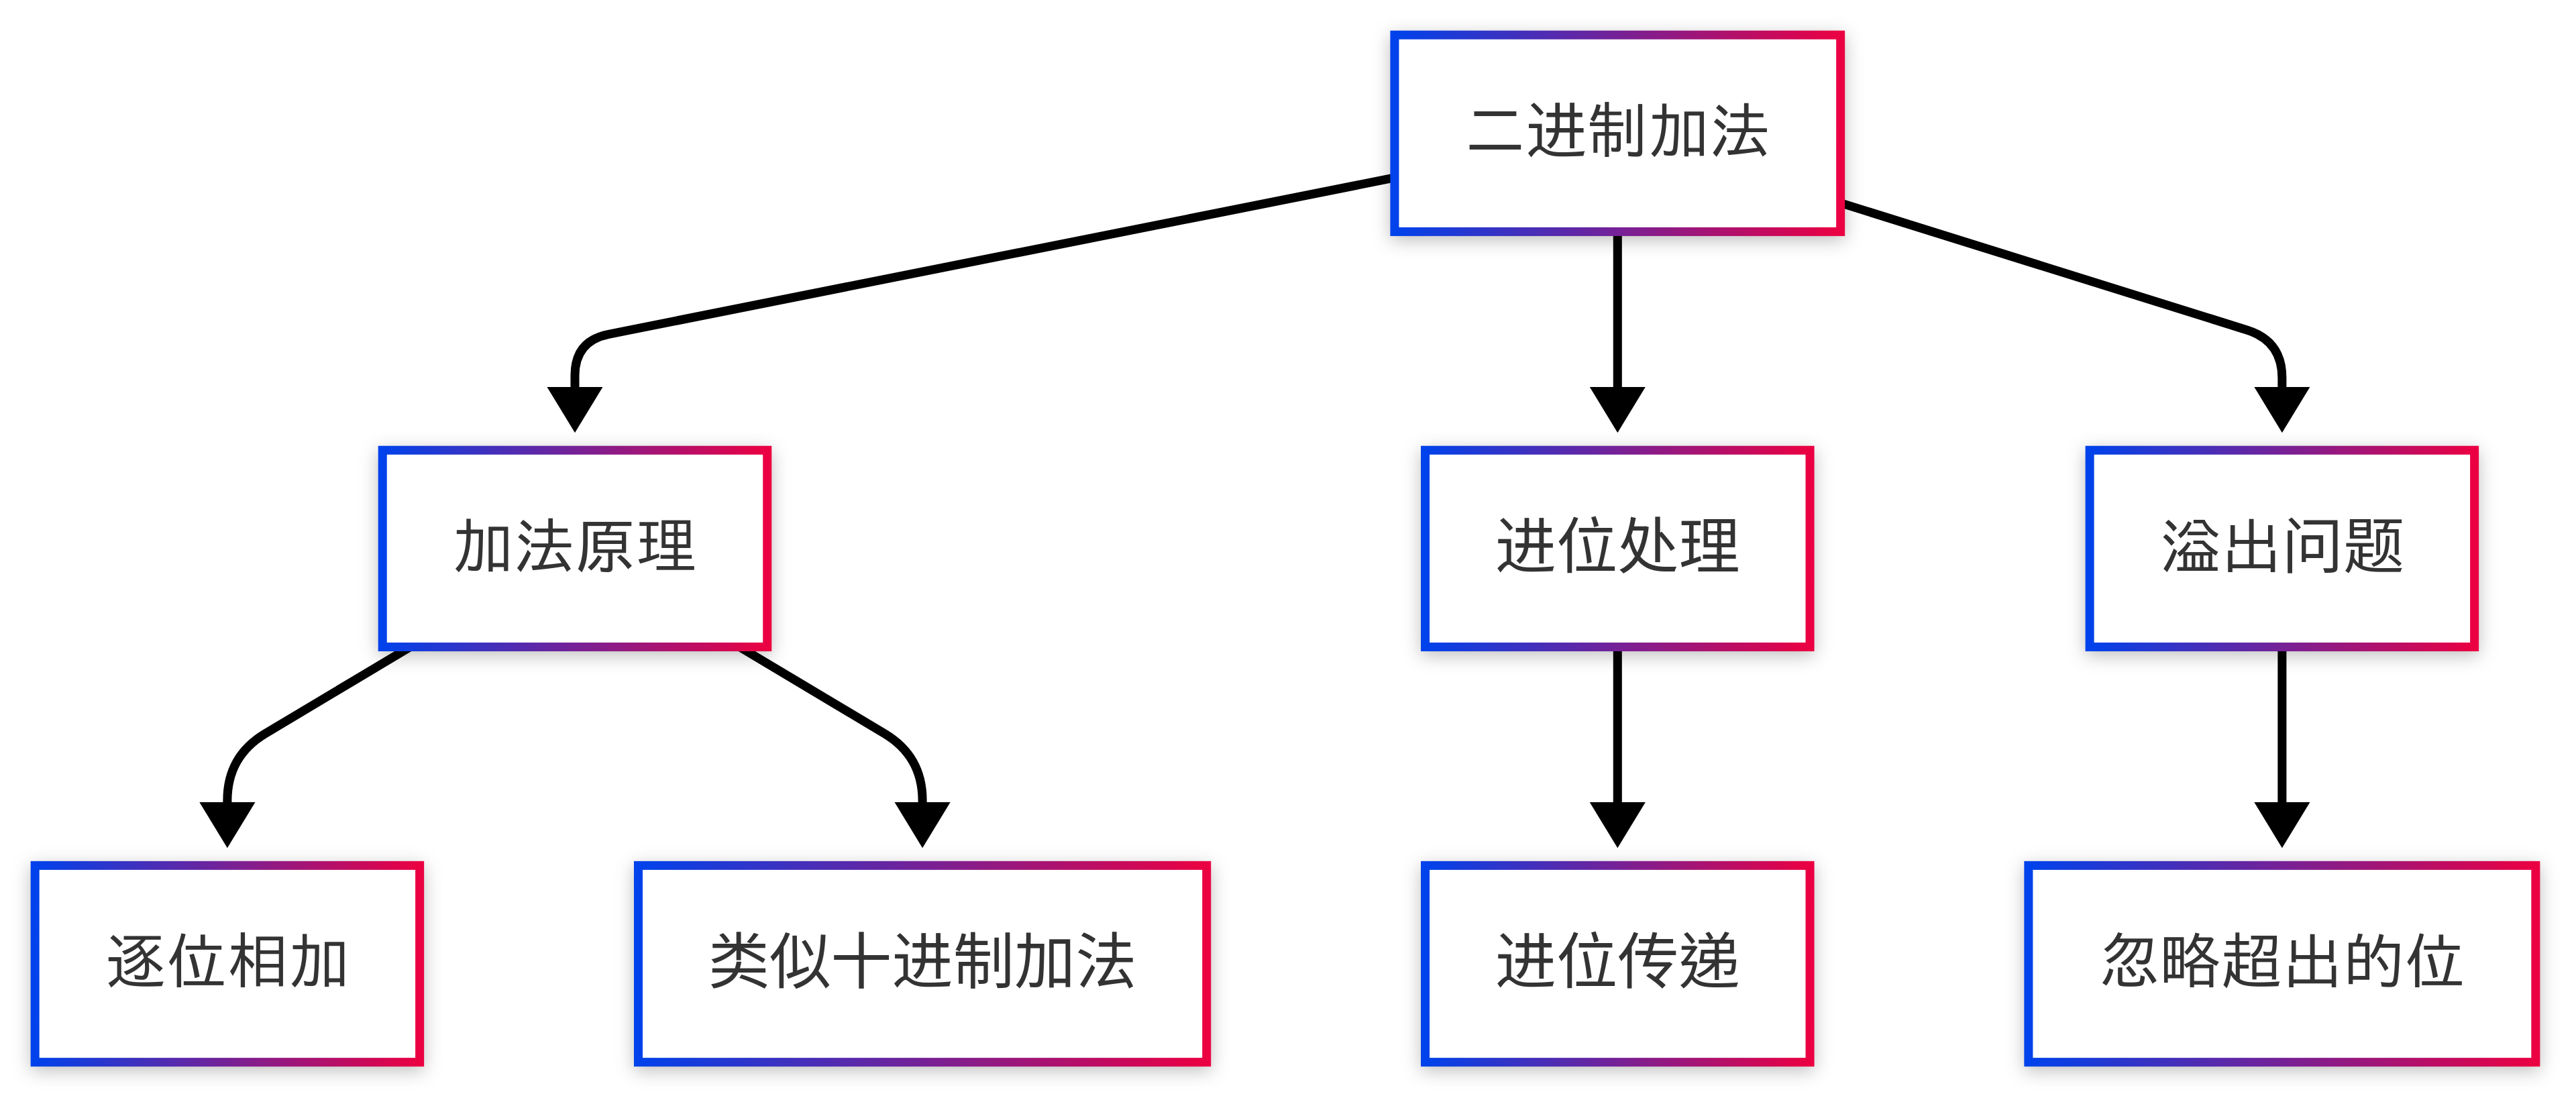 二进制加法
加法原理
进位处理
溢出问题
逐位相加
类似十进制加法
进位传递
忽略超出的位